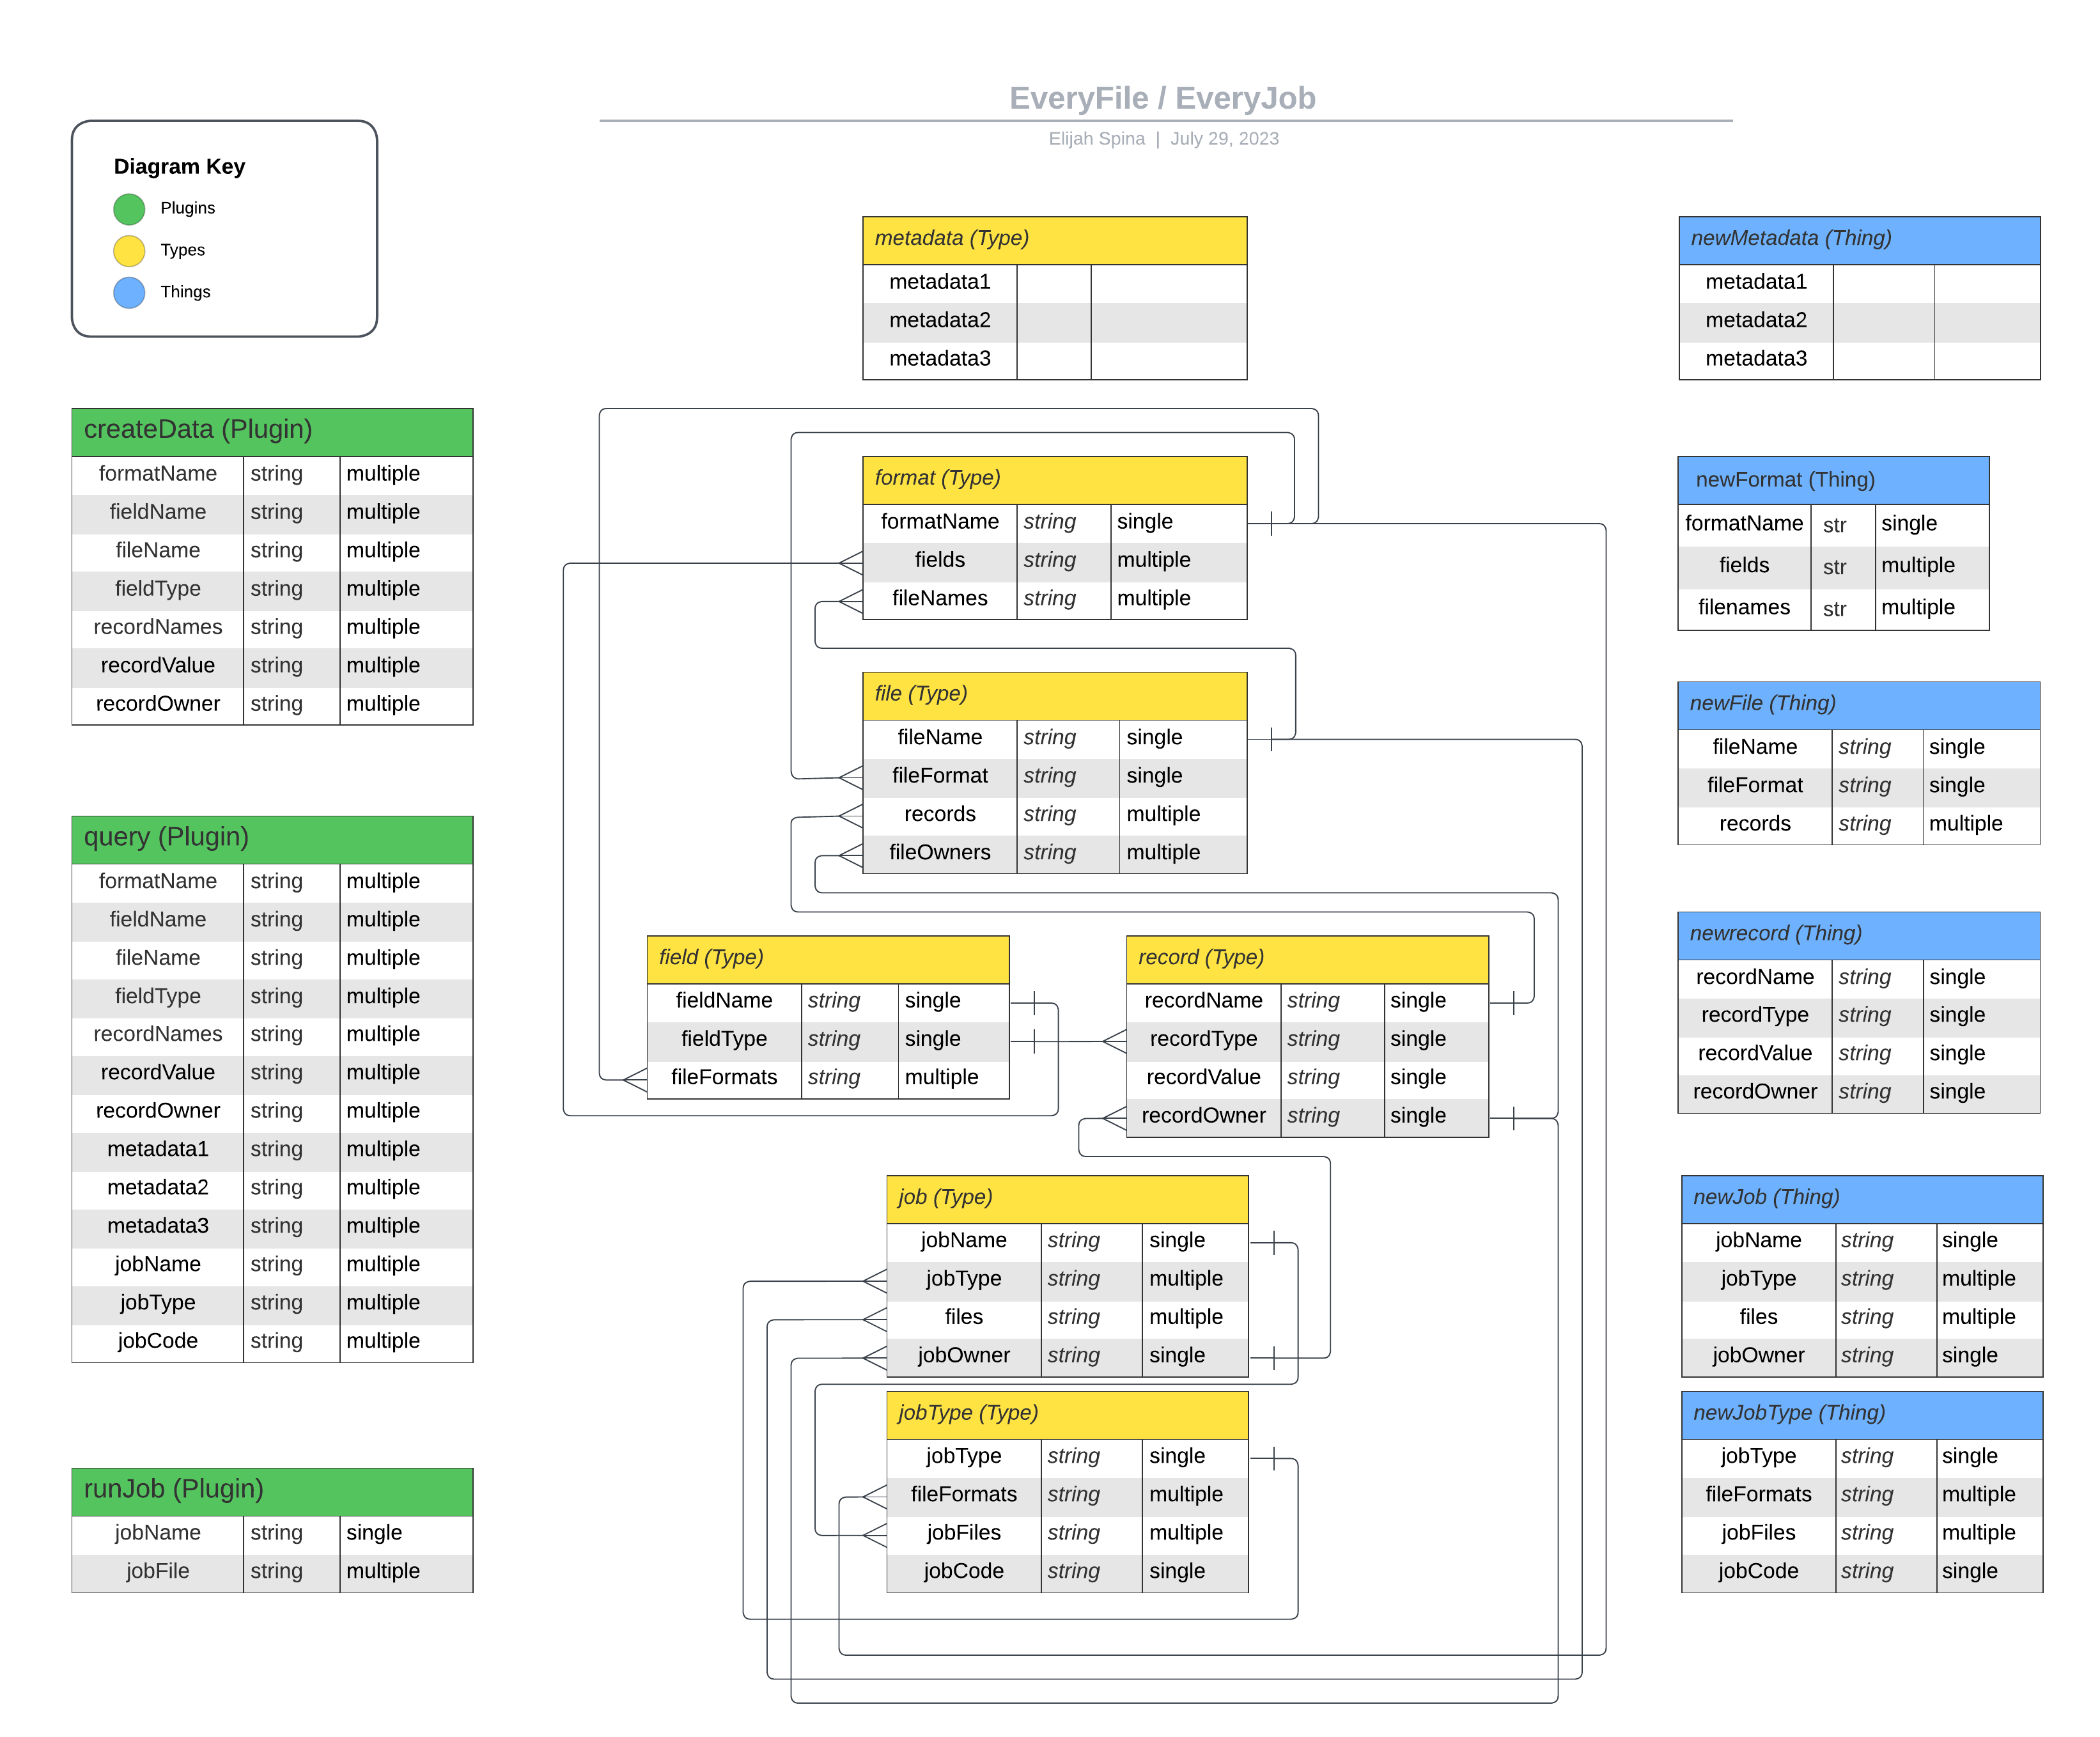 EveryFile / EveryJob
Elijah Spina | July 29, 2023
Diagram Key
Plugins
Types
Things
createData (Plugin)
formatName string multiple
fieldName string multiple
fileName string multiple
fieldType string multiple
recordNames string multiple
recordValue string multiple
recordOwner string multiple
query (Plugin)
formatName string multiple
fieldName string multiple
fileName string multiple
fieldType string multiple
recordNames string multiple
recordValue string multiple
recordOwner string multiple
metadata1 string multiple
metadata2 string multiple
metadata3 string multiple
jobName string multiple
jobType string multiple
jobCode string multiple
runJob (Plugin)
jobName string single
jobFile string multiple
metadata (Type)
metadata1
metadata2
metadata3
format (Type)
formatName string single
fields string multiple
fileNames string multiple
file (Type)
fileName string single
fileFormat string single
records string multiple
fileOwners string multiple
field (Type)
fieldName string single
fieldType string single
fileFormats string multiple
record (Type)
recordName string single
recordType string single
recordValue string single
recordOwner string single
job (Type)
jobName string single
jobType string multiple
files string multiple
jobOwner string single
jobType (Type)
jobType string single
fileFormats string multiple
jobFiles string multiple
jobCode string single
newMetadata (Thing)
metadata1
metadata2
metadata3
newFormat (Thing)
formatName str single
fields str multiple
filenames str multiple
newFile (Thing)
fileName string single
fileFormat string single
records string multiple
newrecord (Thing)
recordName string single
recordType string single
recordValue string single
recordOwner string single
newJob (Thing)
jobName string single
jobType string multiple
files string multiple
jobOwner string single
newJobType (Thing)
jobType string single
fileFormats string multiple
jobFiles string multiple
jobCode string single